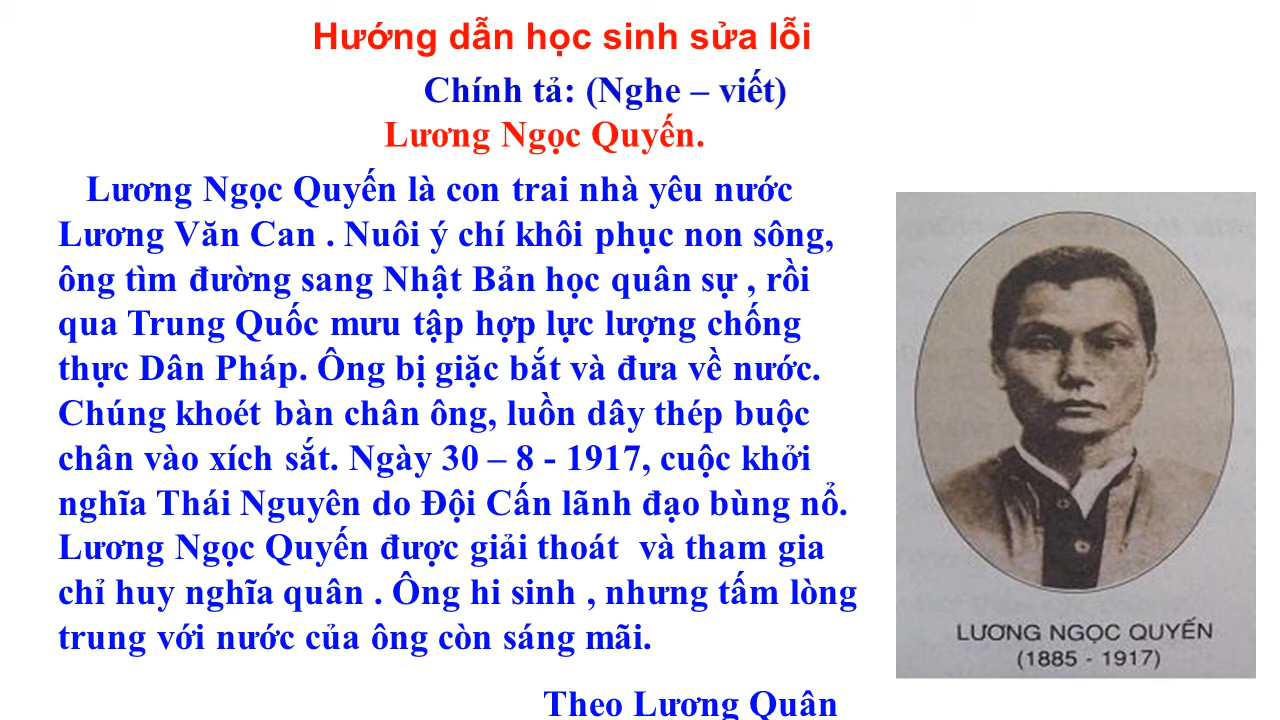 Hướng dẫn học sinh sửa lỗi
Chính tả: (Nghe – viết)
Lương Ngọc Quyến.
Lương Ngọc Quyến là con trai nhà yêu nước
Lương Văn Can . Nuôi ý chí khôi phục non sông,
ông tìm đường sang Nhật Bản học quân sự , rồi
qua Trung Quốc mưu tập hợp lực lượng chống
thực Dân Pháp. Ông bị giặc bắt và đưa về nước.
Chúng khoét bàn chân ông, luồn dây thép buộc
chân vào xích sắt. Ngày 30 – 8 - 1917, cuộc khởi
nghĩa Thái Nguyên do Đội Cấn lãnh đạo bùng nổ.
Lương Ngọc Quyến được giải thoát  và tham gia
chỉ huy nghĩa quân . Ông hi sinh , nhưng tấm lòng
trung với nước của ông còn sáng mãi.
Theo Lương Quân
LƯƠNG NGỌC QUYẾN
(1885 - 1917)